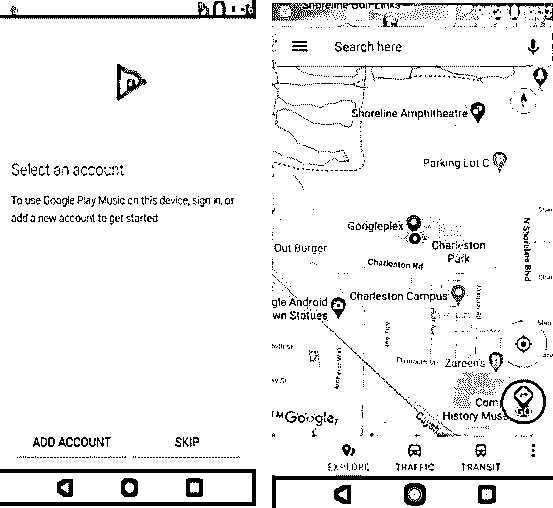 Select an account
To use Google Play Music on this device, sign in, or
add a new account to get started
ADD ACCOUNT
SKIP
Shoreline Golf Links
Search here
Shoreline Amphitheatre
Parking Lot C
Googleplex
Charleston
Park
N Shoreline Blvd
Out Burger
Charleston Rd
Charleston Campus
gle Android
wn Statues
Zareen's
Com
History Mus
GO
Google
EXPLORE
TRAFFIC
TRANSIT